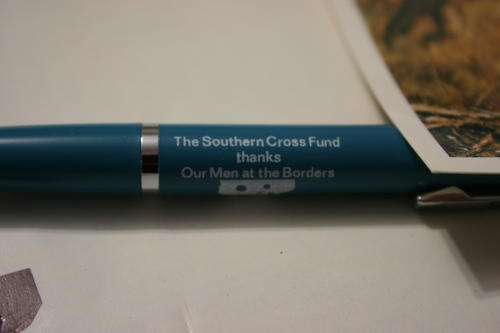 The Southern Cross Fund
thanks
Our Men at the Borders